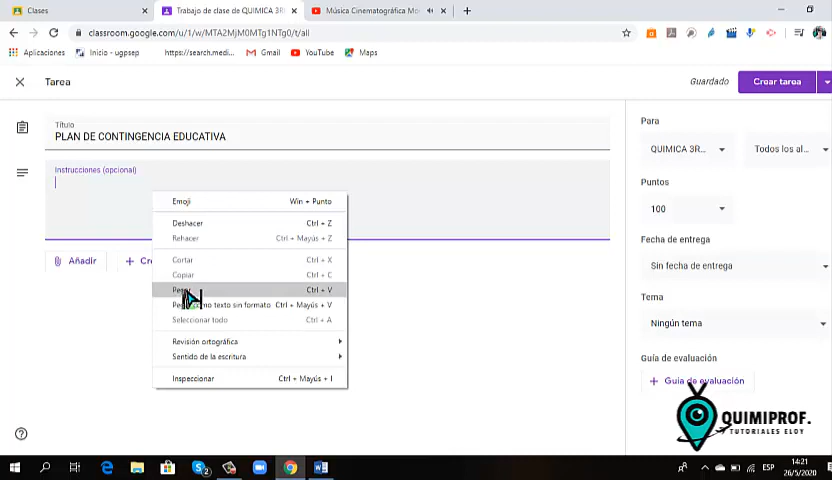 Clases
Trabajo de clase de QUIMICA 3R
Música Cinematográfica Mo
classroom.google.com/u/1/w/MTA2MjM0MTg1NTg0/t/all
Aplicaciones
Inicio - ugpsep
https://search.medi...
Gmail
YouTube
Maps
Tarea
Guardado
Crear tarea
Título
PLAN DE CONTINGENCIA EDUCATIVA
Instrucciones (opcional)
Emoji Win + Punto
Deshacer Ctrl + Z
Rehacer Ctrl + Mayús + Z
Cortar Ctrl + X
Copiar Ctrl + C
Ctrl + V
texto sin formato Ctrl + Mayús + V
Seleccionar todo Ctrl + A
Revisión ortográfica
Sentido de la escritura
Inspeccionar Ctrl + Mayús + I
Añadir
Para
QUIMICA 3R...
Todos los al...
Puntos
100
Fecha de entrega
Sin fecha de entrega
Tema
Ningún tema
Guía de evaluación
Guía de evaluación
QUIMIPROF.
TUTORIALES ELOY
ESP
14:21
26/5/2020